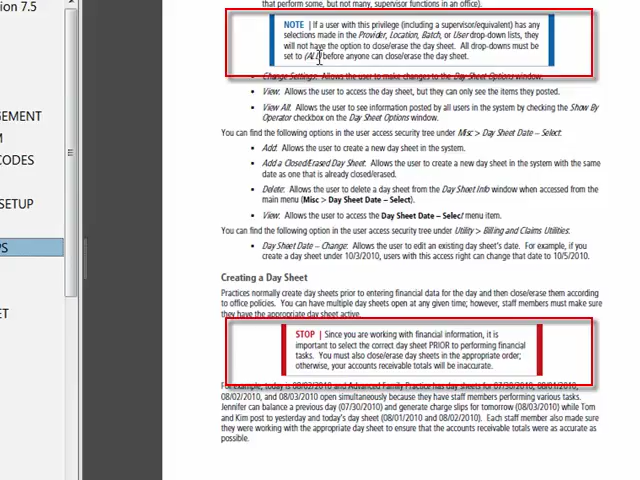 sion 7.5
GEMENT
M
CODES
SETUP
PS
ET
that perform some, but not many, supervisor functions in an office).
NOTE | If a user with this privilege (including a supervisor/equivalent) has any
selections made in the Provider, Location, Batch, or User drop-down lists, they
will not have the option to close/erase the day sheet. All drop-downs must be
set to (ALL) before anyone can close/erase the day sheet.
• Change Settings: Allows the user to make changes to the Day Sheet Options window.
• View: Allows the user to access the day sheet, but they can only see the items they posted.
• View All: Allows the user to see information posted by all users in the system by checking the Show By
Operator checkbox on the Day Sheet Options window.
You can find the following options in the user access security tree under Misc > Day Sheet Date – Select:
• Add: Allows the user to create a new day sheet in the system.
• Add a Closed/Erased Day Sheet: Allows the user to create a new day sheet in the system with the same
date as one that is already closed/erased.
• Delete: Allows the user to delete a day sheet from the Day Sheet Info window when accessed from the
main menu (Misc > Day Sheet Date – Select).
• View: Allows the user to access the Day Sheet Date – Select menu item.
You can find the following option in the user access security tree under Utility > Billing and Claims Utilities:
• Day Sheet Date – Change: Allows the user to edit an existing day sheet's date. For example, if you
create a day sheet under 10/3/2010, users with this access right can change that date to 10/5/2010.
Creating a Day Sheet
Practices normally create day sheets prior to entering financial data for the day and then close/erase them according
to office policies. You can have multiple day sheets open at any given time; however, staff members must make sure
they have the appropriate day sheet active.
STOP | Since you are working with financial information, it is
important to select the correct day sheet PRIOR to performing financial
tasks. You must also close/erase day sheets in the appropriate order;
otherwise, your accounts receivable totals will be inaccurate.
For example, today is 08/02/2010 and Advanced Family Practice has day sheets for 07/30/2010, 08/01/2010,
08/02/2010, and 08/03/2010 open simultaneously because they have staff members performing various tasks.
Jennifer can balance a previous day (07/30/2010) and generate charge slips for tomorrow (08/03/2010) while Tom
and Kim post to yesterday and today's day sheet (08/01/2010 and 08/02/2010). Each staff member also made sure
they were working with the appropriate day sheet to ensure that the accounts receivable totals were as accurate as
possible.